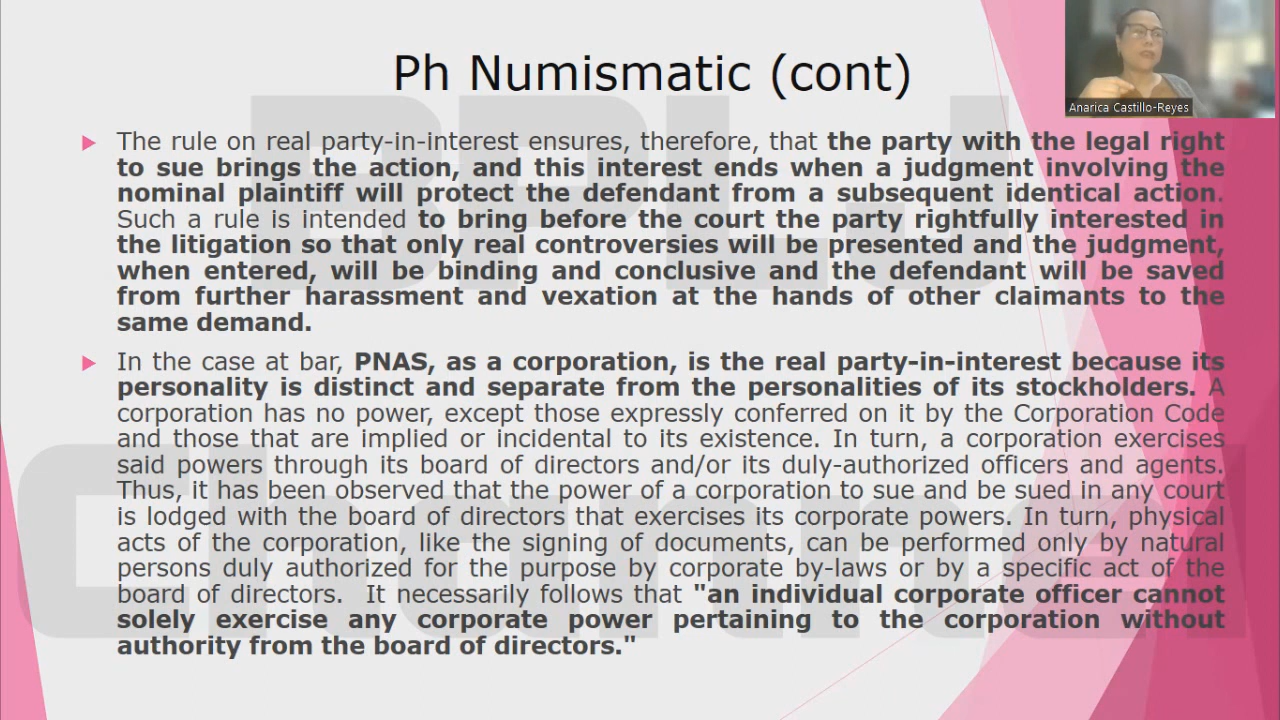 Ph Numismatic (cont)
Anarica Castillo-Reyes
The rule on real party-in-interest ensures, therefore, that the party with the legal right
to sue brings the action, and this interest ends when a judgment involving the
nominal plaintiff will protect the defendant from a subsequent identical action.
Such a rule is intended to bring before the court the party rightfully interested in
the litigation so that only real controversies will be presented and the judgment,
when entered, will be binding and conclusive and the defendant will be saved
from further harassment and vexation at the hands of other claimants to the
same demand.
In the case at bar, PNAS, as a corporation, is the real party-in-interest because its
personality is distinct and separate from the personalities of its stockholders. A
corporation has no power, except those expressly conferred on it by the Corporation Code
and those that are implied or incidental to its existence. In turn, a corporation exercises
said powers through its board of directors and/or its duly-authorized officers and agents.
Thus, it has been observed that the power of a corporation to sue and be sued in any court
is lodged with the board of directors that exercises its corporate powers. In turn, physical
acts of the corporation, like the signing of documents, can be performed only by natural
persons duly authorized for the purpose by corporate by-laws or by a specific act of the
board of directors. It necessarily follows that "an individual corporate officer cannot
solely exercise any corporate power pertaining to the corporation without
authority from the board of directors."
Channel